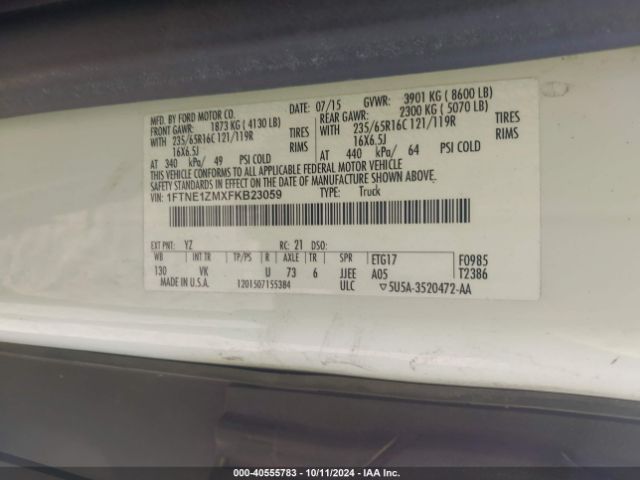 MFD. BY FORD MOTOR CO.
DATE: 07/15 GVWR: 3901 KG ( 8600 LB)
FRONT GAWR: 1873 KG ( 4130 LB) REAR GAWR: 2300 KG ( 5070 LB)
WITH 235/65R16C 121/119R TIRES WITH 235/65R16C 121/119R TIRES
16X6.5J RIMS 16X6.5J RIMS
AT 340 kPa/ 49 PSI COLD AT 440 kPa/ 64 PSI COLD
THIS VEHICLE CONFORMS TO ALL APPLICABLE FEDERAL MOTOR VEHICLE
SAFETY STANDARDS IN EFFECT ON THE DATE OF MANUFACTURE SHOWN ABOVE.
VIN: 1FTNE1ZMXFKB23059 TYPE: Truck
EXT PNT: YZ RC: 21 DSO:
WB INT TR TP/PS R AXLE TR SPR ETG17 F0985
130 VK U 73 6 JJEE A05 T2386
MADE IN U.S.A. 1201507155384 ULC ▽5U5A-3520472-AA
000-40555783 - 10/11/2024 - IAA Inc.